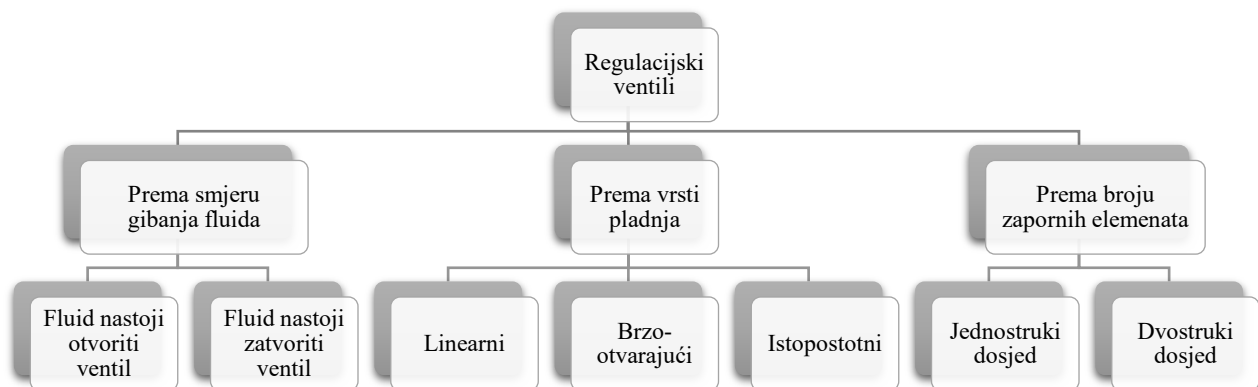 Regulacijski
ventili
Prema smjeru
gibanja fluida
Prema vrsti
pladnja
Prema broju
zapornih elemenata
Fluid nastoji
otvoriti
ventil
Fluid nastoji
zatvoriti
ventil
Linearni
Brzo-
otvarajući
Istopostotni
Jednostruki
dosjed
Dvostruki
dosjed